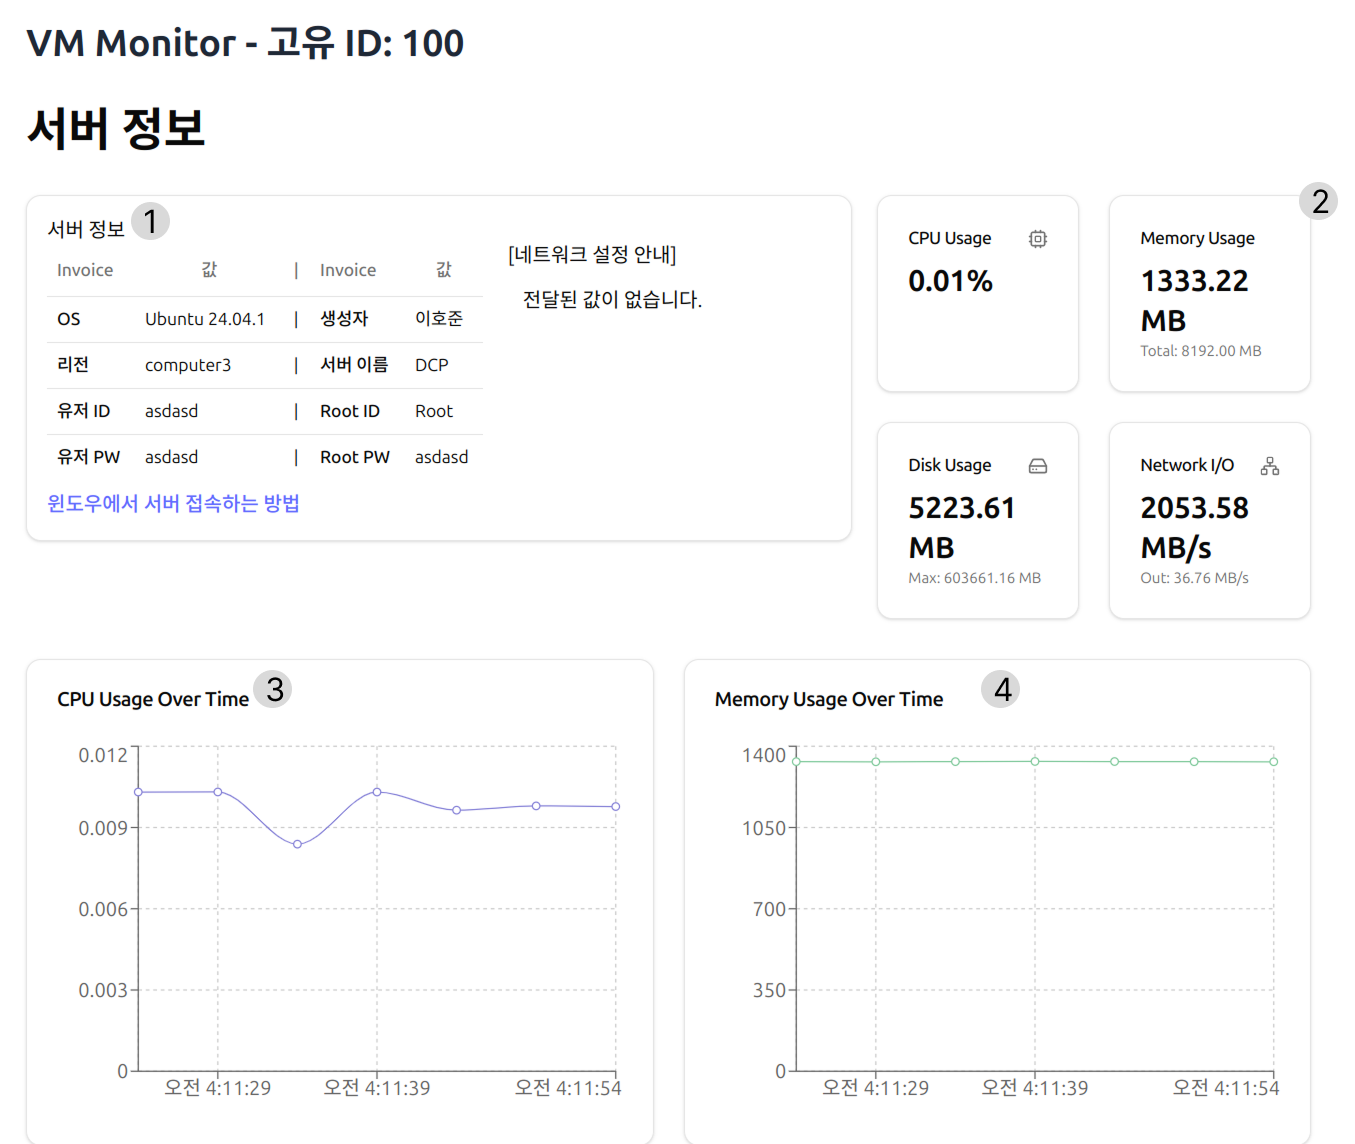 VM Monitor - 고유 ID: 100
서버 정보
서버 정보 1
Invoice 값 | Invoice 값
OS Ubuntu 24.04.1 | 생성자 이호준
리전 computer3 | 서버 이름 DCP
유저 ID asdasd | Root ID Root
유저 PW asdasd | Root PW asdasd
윈도우에서 서버 접속하는 방법
[네트워크 설정 안내]
전달된 값이 없습니다.
CPU Usage
0.01%
2
Memory Usage
1333.22
MB
Total: 8192.00 MB
Disk Usage
5223.61
MB
Max: 603661.16 MB
Network I/O
2053.58
MB/s
Out: 36.76 MB/s
CPU Usage Over Time 3
0.012
0.009
0.006
0.003
0
오전 4:11:29 오전 4:11:39 오전 4:11:54
Memory Usage Over Time 4
1400
1050
700
350
0
오전 4:11:29 오전 4:11:39 오전 4:11:54